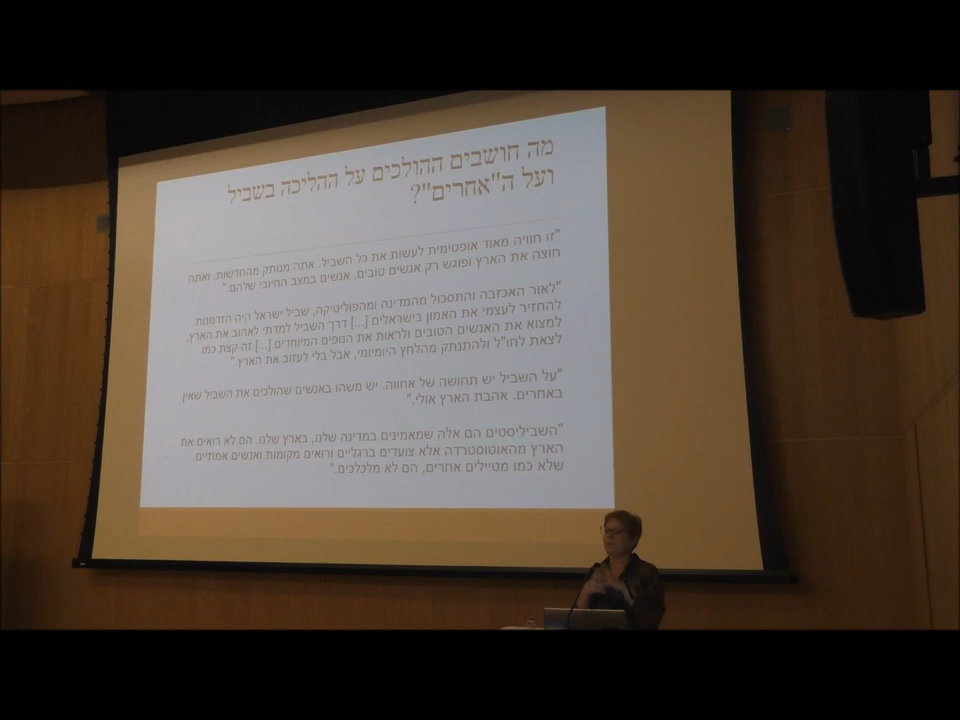 מה חושבים ההולכים על ההליכה בשביל
ועל ה"אחרים"?
"זו חוויה מאוד אופטימית לעשות את כל השביל. אתה מנותק מהחדשות, ואתה
חוצה את הארץ ופוגש רק אנשים טובים, אנשים במצב החיובי שלהם."
"לאור האכזבה והתסכול מהמדינה ומהפוליטיקה, שביל ישראל היה הזדמנות
להחזיר לעצמי את האמון בישראלים [...] דרך השביל למדתי לאהוב את הארץ,
למצוא את האנשים הטובים ולראות את הנופים המיוחדים [...] זה קצת כמו
לצאת לחו"ל ולהתנתק מהלחץ היומיומי, אבל בלי לעזוב את הארץ."
"על השביל יש תחושה של אחווה. יש משהו באנשים שהולכים את השביל שאין
באחרים. אהבת הארץ אולי."
"השביליסטים הם אלה שמאמינים במדינה שלנו, בארץ שלנו. הם לא רואים את
הארץ מהאוטוסטרדה אלא צועדים ברגליים ורואים מקומות ואנשים אמתיים.
שלא כמו מטיילים אחרים, הם לא מלכלכים."